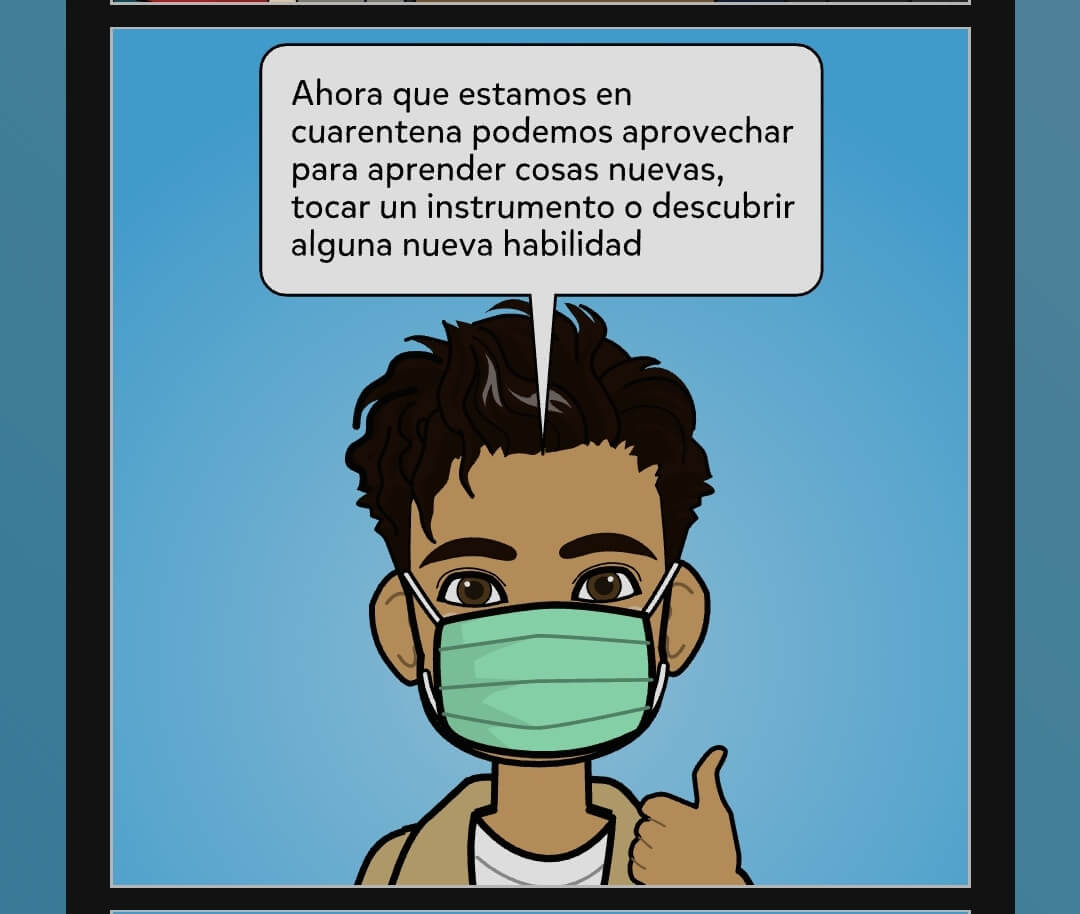 Ahora que estamos en
cuarentena podemos aprovechar
para aprender cosas nuevas,
tocar un instrumento o descubrir
alguna nueva habilidad